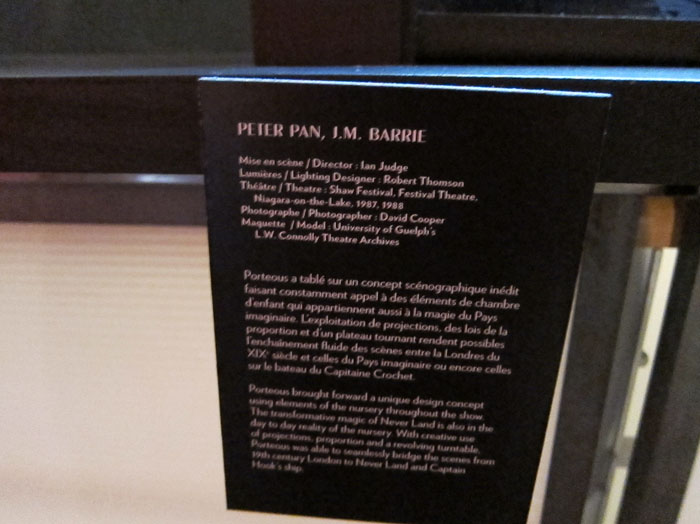 PETER PAN, J.M. BARRIE
Mise en scène / Director : Ian Judge
Lumières / Lighting Designer : Robert Thomson
Théâtre / Theatre : Shaw Festival, Festival Theatre,
Niagara-on-the-Lake, 1987, 1988
Photographe / Photographer : David Cooper
Maquette / Model : University of Guelph's
L.W. Connolly Theatre Archives
Porteous a tablé sur un concept scénographique inédit
faisant constamment appel à des éléments de chambre
d'enfant qui appartiennent aussi à la magie du Pays
imaginaire. L'exploitation de projections, des lois de la
proportion et d'un plateau tournant rendent possibles
l'enchaînement fluide des scènes entre la Londres du
XIXe siècle et celles du Pays imaginaire ou encore celles
sur le bateau du Capitaine Crochet.
Porteous brought forward a unique design concept
using elements of the nursery throughout the show.
The transformative magic of Never Land is also in the
day to day reality of the nursery. With creative use
of projections, proportion and a revolving turntable,
Porteous was able to seamlessly bridge the scenes from
19th century London to Never Land and Captain
Hook's ship.